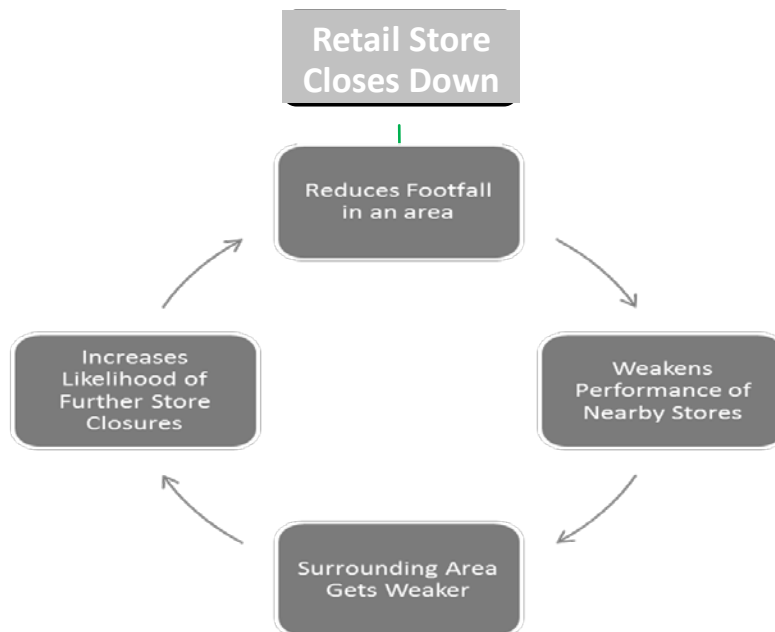 Retail Store
Closes Down
Reduces Footfall
in an area
Weakens
Performance of
Nearby Stores
Surrounding Area
Gets Weaker
Increases
Likelihood of
Further Store
Closures